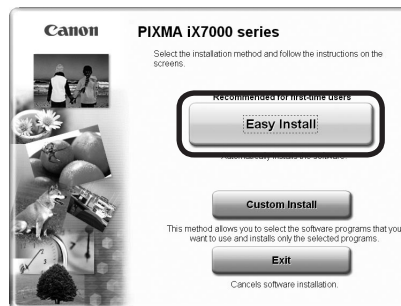 Canon
PIXMA iX7000 series
Select the installation method and follow the instructions on the
screens.
Recommended for first-time users
Easy Install
Automatically installs the software.
Custom Install
This method allows you to select the software programs that you
want to use and installs only the selected programs.
Exit
Cancels software installation.